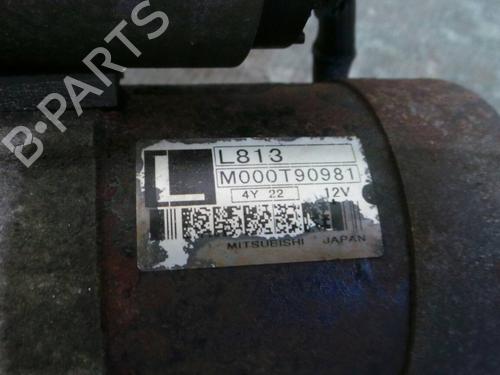 B-PARTS
L
L813
M000T90981
4Y 22 12V
MITSUBISHI JAPAN